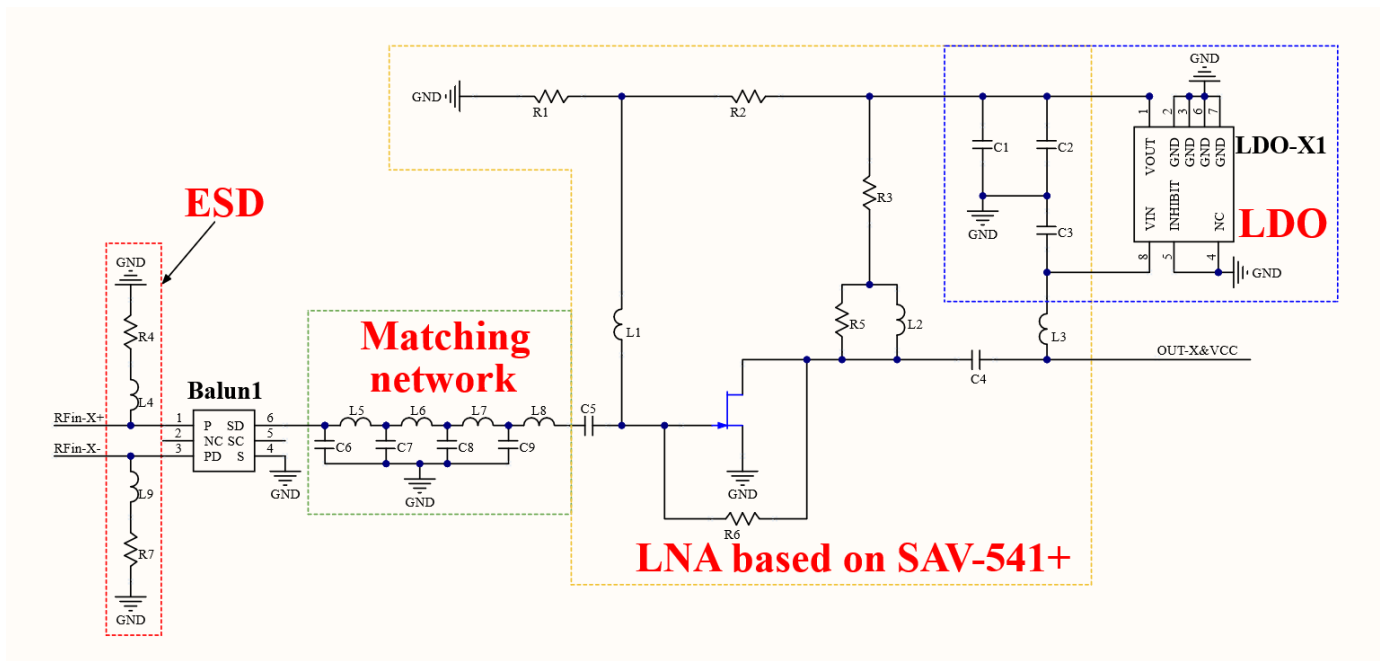 GND
R1
R2
C1
C2
GND
1
2
3
6
7
VOUT
GND
GND
GND
GND
VIN
INHIBIT
NC
8
5
4
LDO-X1
LDO
GND
R3
GND
C3
ESD
GND
R4
L4
Matching
network
L1
R5
L2
L3
OUT-X&VCC
C4
Balun1
RFin-X+
RFin-X-
1
2
3
P SD
NC SC
PD S
6
5
4
GND
L5
L6
L7
L8
C5
C6
C7
C8
C9
GND
GND
R6
L9
R7
GND
LNA based on SAV-541+